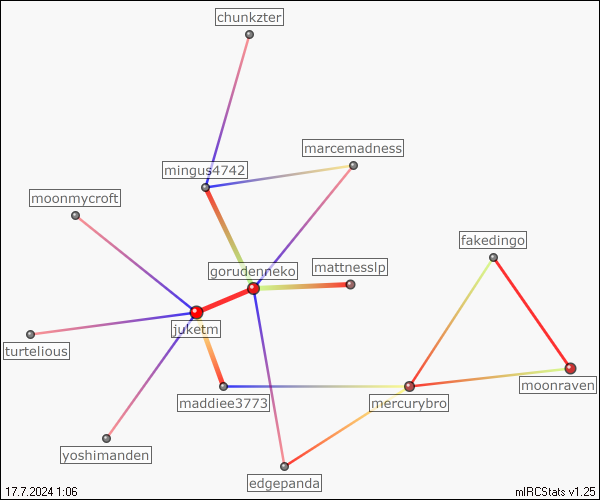 chunkzter
marcemadness
mingus4742
moonmycroft
fakedingo
gorudenneko
mattnesslp
juketm
turtelious
moonraven
maddiee3773
mercurybro
yoshimanden
edgepanda
17.7.2024 1:06
mIRCStats v1.25